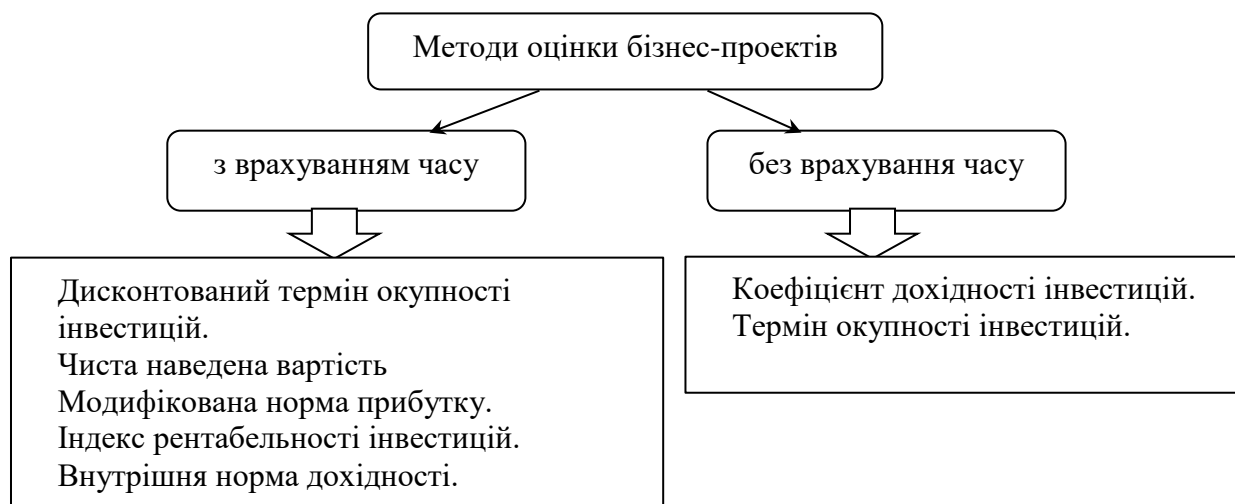 Методи оцінки бізнес-проектів
з врахуванням часу
без врахування часу
Дисконтований термін окупності
інвестицій.
Чиста наведена вартість
Модифікована норма прибутку.
Індекс рентабельності інвестицій.
Внутрішня норма дохідності.
Коефіцієнт дохідності інвестицій.
Термін окупності інвестицій.